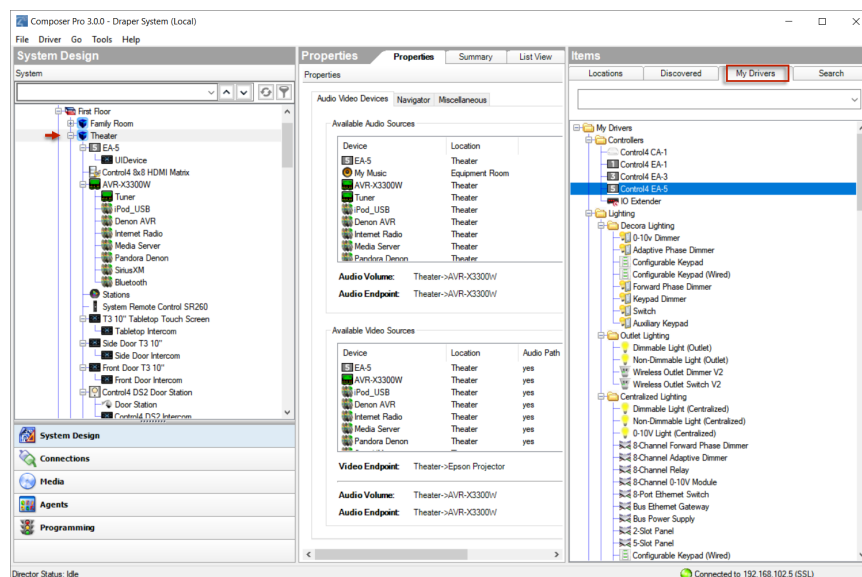 Composer Pro 3.0.0 - Draper System (Local)
File Driver Go Tools Help
System Design
System
First Floor
Family Room
Theater
EA-5
UIDevice
Control4 8x8 HDMI Matrix
AVR-X3300W
Tuner
iPod_USB
Denon AVR
Internet Radio
Media Server
Pandora Denon
SiriusXM
Bluetooth
Stations
System Remote Control SR260
T3 10" Tabletop Touch Screen
Tabletop Intercom
Side Door T3 10"
Side Door Intercom
Front Door T3 10"
Front Door Intercom
Control4 DS2 Door Station
Door Station
Control4 DS2 Intercom
System Design
Connections
Media
Agents
Programming
Director Status: Idle
Properties Properties Summary List View
Properties
Audio Video Devices Navigator Miscellaneous
Available Audio Sources
Device Location
EA-5 Theater
My Music Equipment Room
AVR-X3300W Theater
Tuner Theater
iPod_USB Theater
Denon AVR Theater
Internet Radio Theater
Media Server Theater
Pandora Denon Theater
Audio Volume: Theater->AVR-X3300W
Audio Endpoint: Theater->AVR-X3300W
Available Video Sources
Device Location Audio Path
EA-5 Theater yes
AVR-X3300W Theater yes
iPod_USB Theater yes
Denon AVR Theater yes
Internet Radio Theater yes
Media Server Theater yes
Pandora Denon Theater yes
Video Endpoint: Theater->Epson Projector
Audio Volume: Theater->AVR-X3300W
Audio Endpoint: Theater->AVR-X3300W
Items
Locations Discovered My Drivers Search
My Drivers
Controllers
Control4 CA-1
Control4 EA-1
Control4 EA-3
Control4 EA-5
IO Extender
Lighting
Decora Lighting
0-10v Dimmer
Adaptive Phase Dimmer
Configurable Keypad
Configurable Keypad (Wired)
Forward Phase Dimmer
Keypad Dimmer
Switch
Auxiliary Keypad
Outlet Lighting
Dimmable Light (Outlet)
Non-Dimmable Light (Outlet)
Wireless Outlet Dimmer V2
Wireless Outlet Switch V2
Centralized Lighting
Dimmable Light (Centralized)
Non-Dimmable Light (Centralized)
0-10V Light (Centralized)
8-Channel Forward Phase Dimmer
8-Channel Adaptive Dimmer
8-Channel Relay
8-Channel 0-10V Module
8-Port Ethernet Switch
Bus Ethernet Gateway
Bus Power Supply
2-Slot Panel
5-Slot Panel
Configurable Keypad (Wired)
Connected to 192.168.102.5 (SSL)